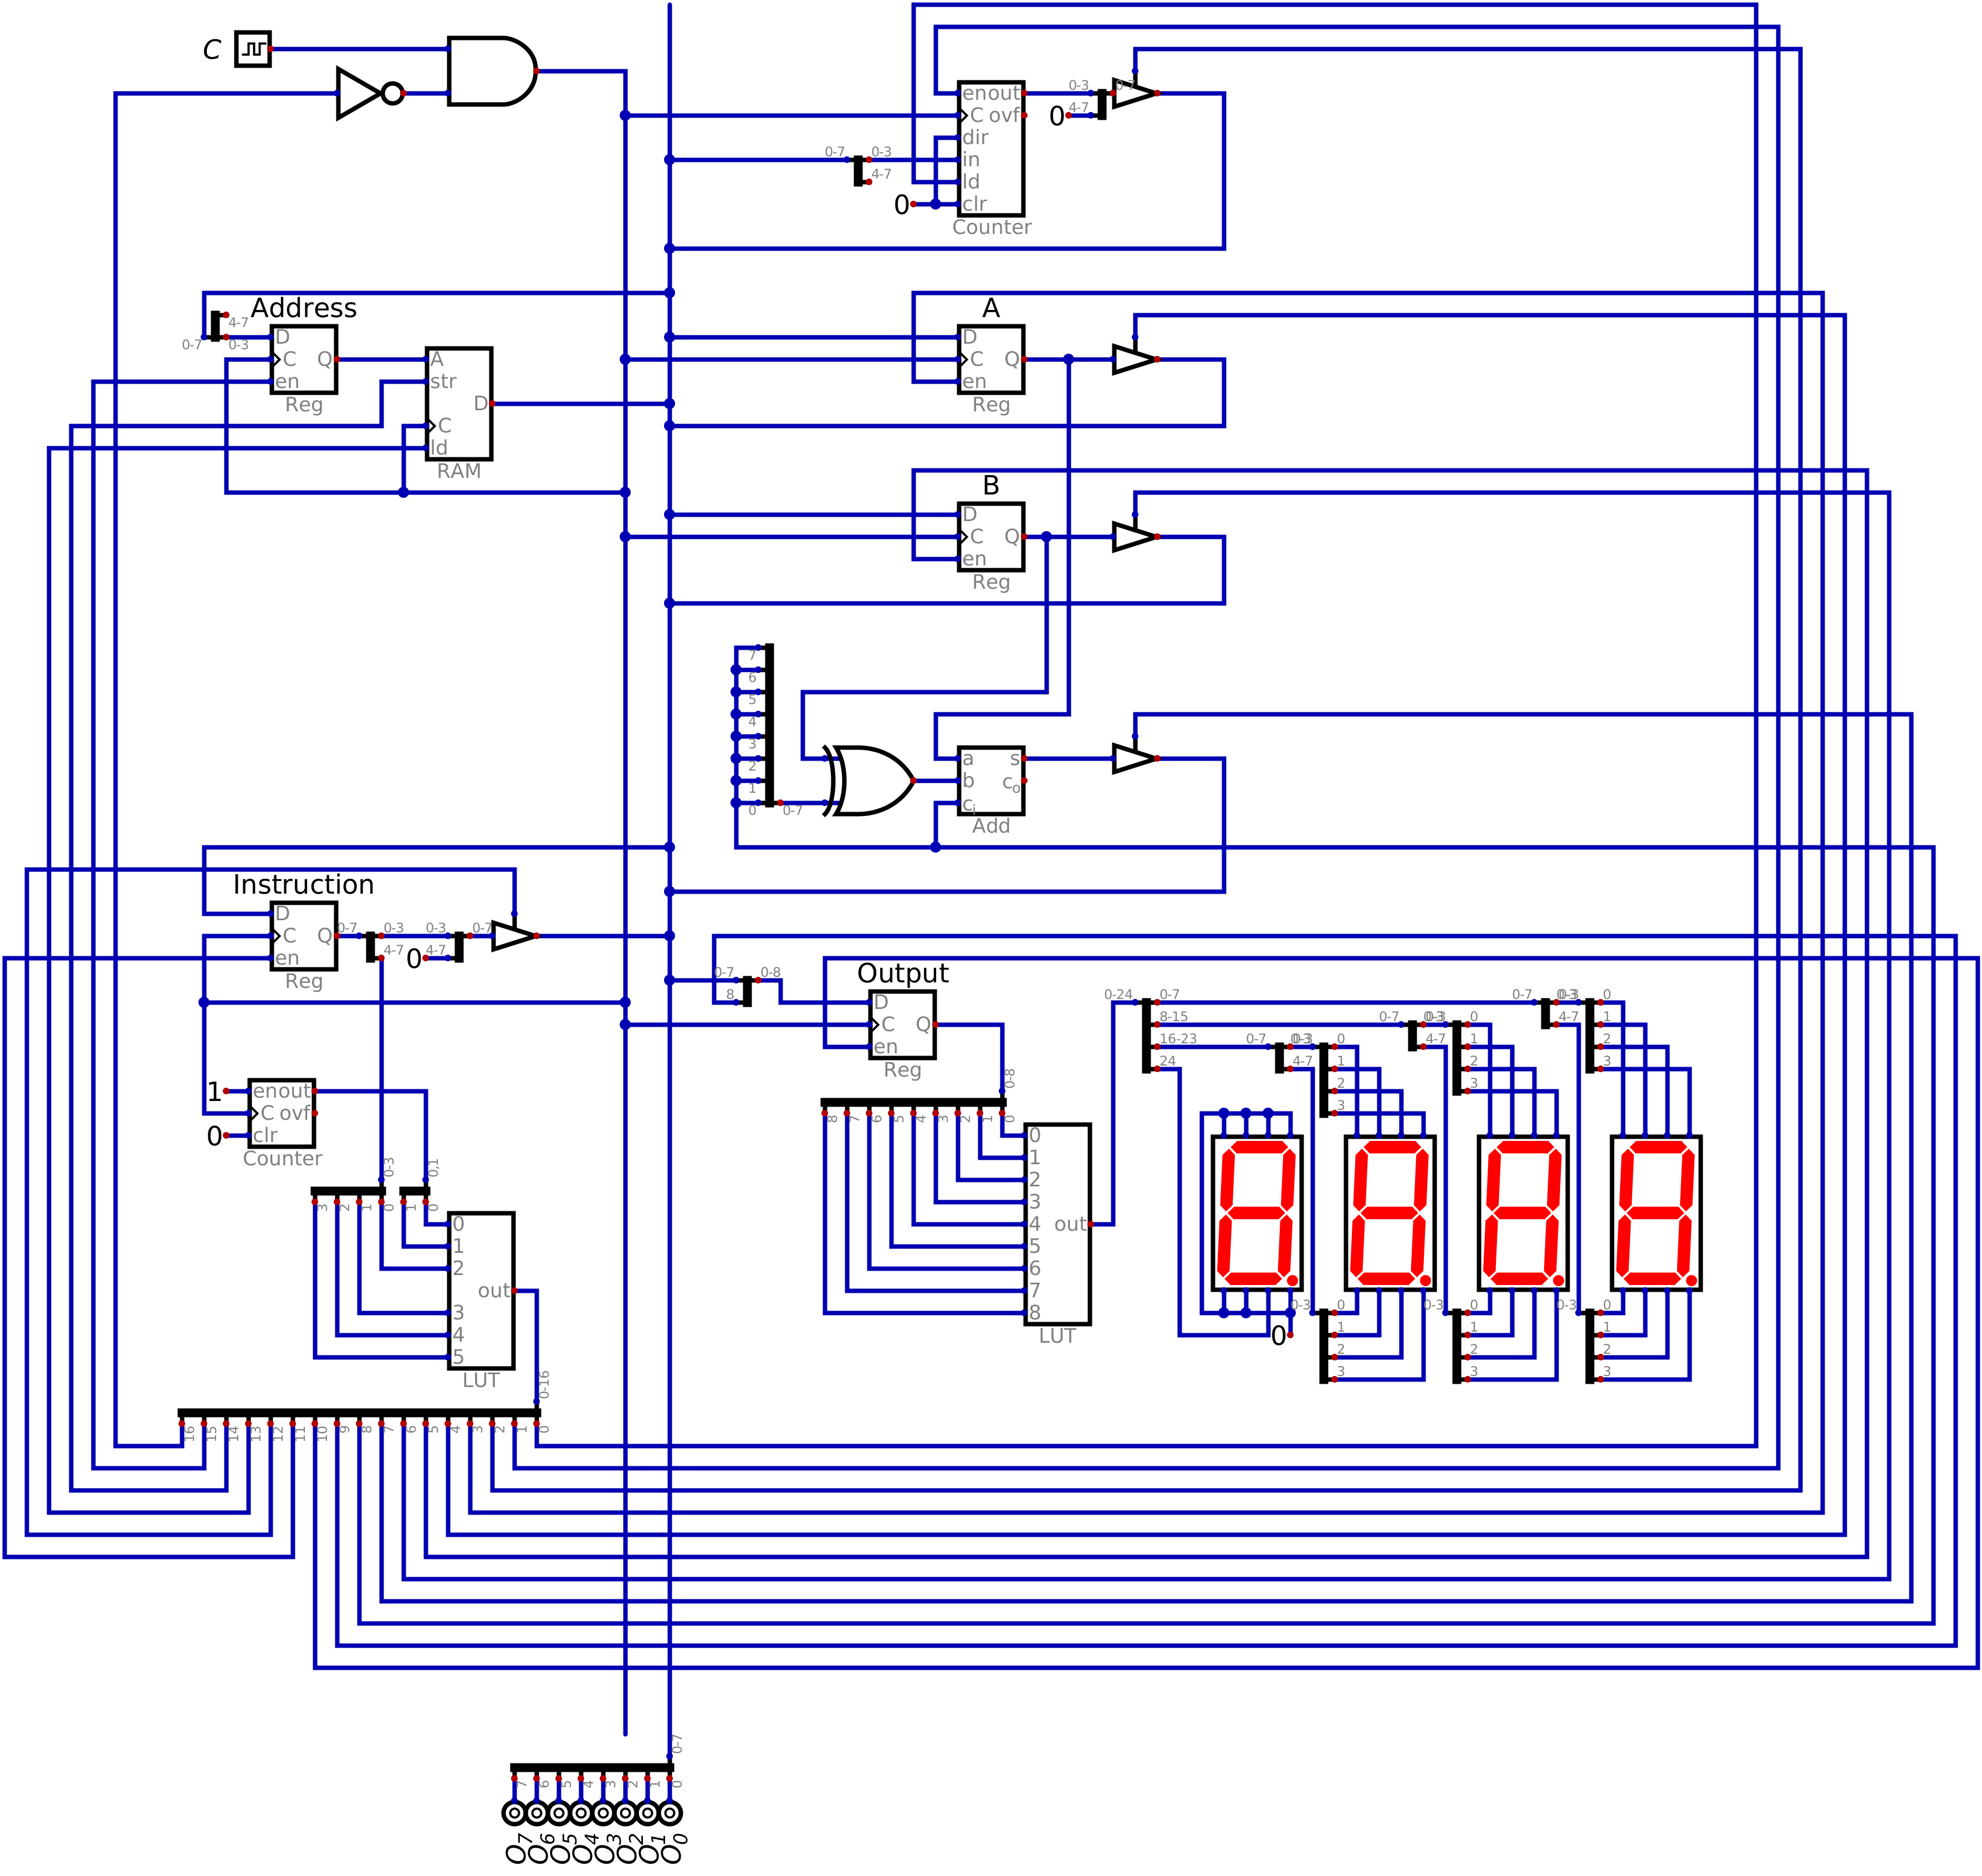 C
enout
C ovf
dir
in
ld
clr
Counter
0-3
0-7
4-7
0
0-7
0-3
4-7
0
Address
4-7
0-7
0-3
D
C Q
en
Reg
A
str
D
C
ld
RAM
A
D
C Q
en
Reg
B
D
C Q
en
Reg
7
6
5
4
3
2
1
0
0-7
a s
b
co
ci
Add
Instruction
D
C Q
en
Reg
0-7
0-3
4-7
0-3
4-7
0-7
0
0-7
8
0-8
Output
D
C Q
en
Reg
0-8
8 7 6 5 4 3 2 1 0
0
1
2
3
4 out
5
6
7
8
LUT
0-24
0-7
8-15
16-23
24
0-7
0-3
4-7
0
1
2
3
0-7
0-3
4-7
0
1
2
3
0-7
0-3
4-7
0
1
2
3
0
0-3
0
1
2
3
0-3
0
1
2
3
0-3
0
1
2
3
1
0
enout
C ovf
clr
Counter
0-3
0,1
3 2 1 0
1 0
0
1
2
out
3
4
5
LUT
0-16
16 15 14 13 12 11 10 9 8 7 6 5 4 3 2 1 0
0-7
7 6 5 4 3 2 1 0
O7 O6 O5 O4 O3 O2 O1 O0